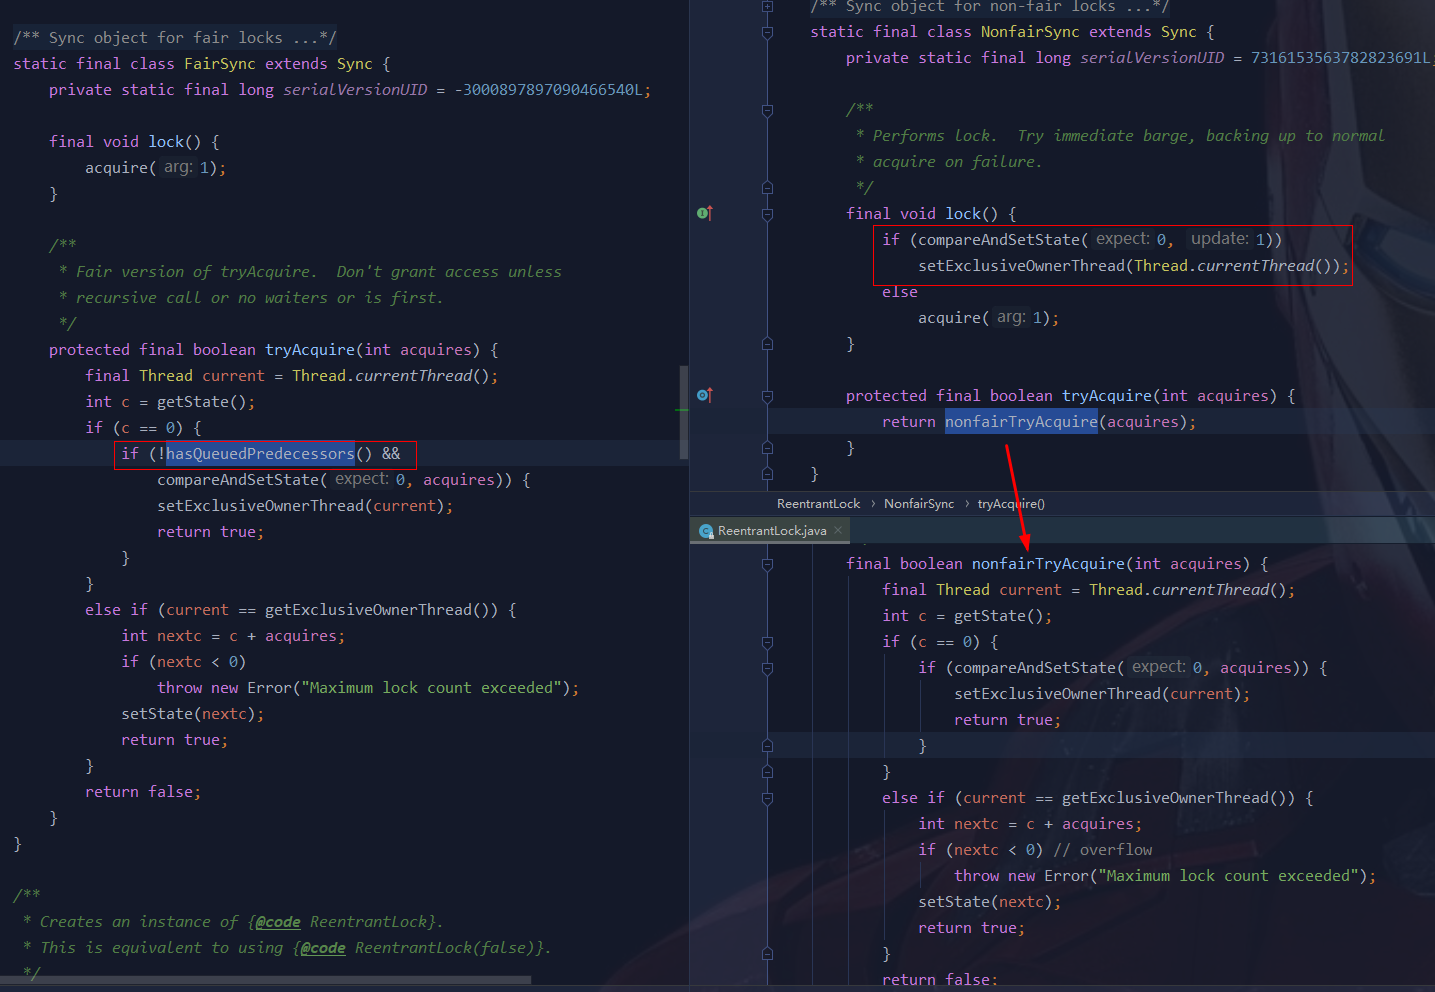 /** Sync object for fair locks ...*/
static final class FairSync extends Sync {
    private static final long serialVersionUID = -3000897897090466540L;

    final void lock() {
        acquire( arg: 1);
    }

    /**
     * Fair version of tryAcquire.  Don't grant access unless
     * recursive call or no waiters or is first.
     */
    protected final boolean tryAcquire(int acquires) {
        final Thread current = Thread.currentThread();
        int c = getState();
        if (c == 0) {
            if (!hasQueuedPredecessors() &&
                compareAndSetState( expect: 0, acquires)) {
                setExclusiveOwnerThread(current);
                return true;
            }
        }
        else if (current == getExclusiveOwnerThread()) {
            int nextc = c + acquires;
            if (nextc < 0)
                throw new Error("Maximum lock count exceeded");
            setState(nextc);
            return true;
        }
        return false;
    }
}

/**
 * Creates an instance of {@code ReentrantLock}.
 * This is equivalent to using {@code ReentrantLock(false)}.
 */
/** Sync object for non-fair locks ...*/
static final class NonfairSync extends Sync {
    private static final long serialVersionUID = 7316153563782823691L;

    /**
     * Performs lock.  Try immediate barge, backing up to normal
     * acquire on failure.
     */
    final void lock() {
        if (compareAndSetState( expect: 0, update: 1))
            setExclusiveOwnerThread(Thread.currentThread());
        else
            acquire( arg: 1);
    }

    protected final boolean tryAcquire(int acquires) {
        return nonfairTryAcquire(acquires);
    }
}
ReentrantLock › NonfairSync › tryAcquire()
ReentrantLock.java ×
    final boolean nonfairTryAcquire(int acquires) {
        final Thread current = Thread.currentThread();
        int c = getState();
        if (c == 0) {
            if (compareAndSetState( expect: 0, acquires)) {
                setExclusiveOwnerThread(current);
                return true;
            }
        }
        else if (current == getExclusiveOwnerThread()) {
            int nextc = c + acquires;
            if (nextc < 0) // overflow
                throw new Error("Maximum lock count exceeded");
            setState(nextc);
            return true;
        }
        return false;